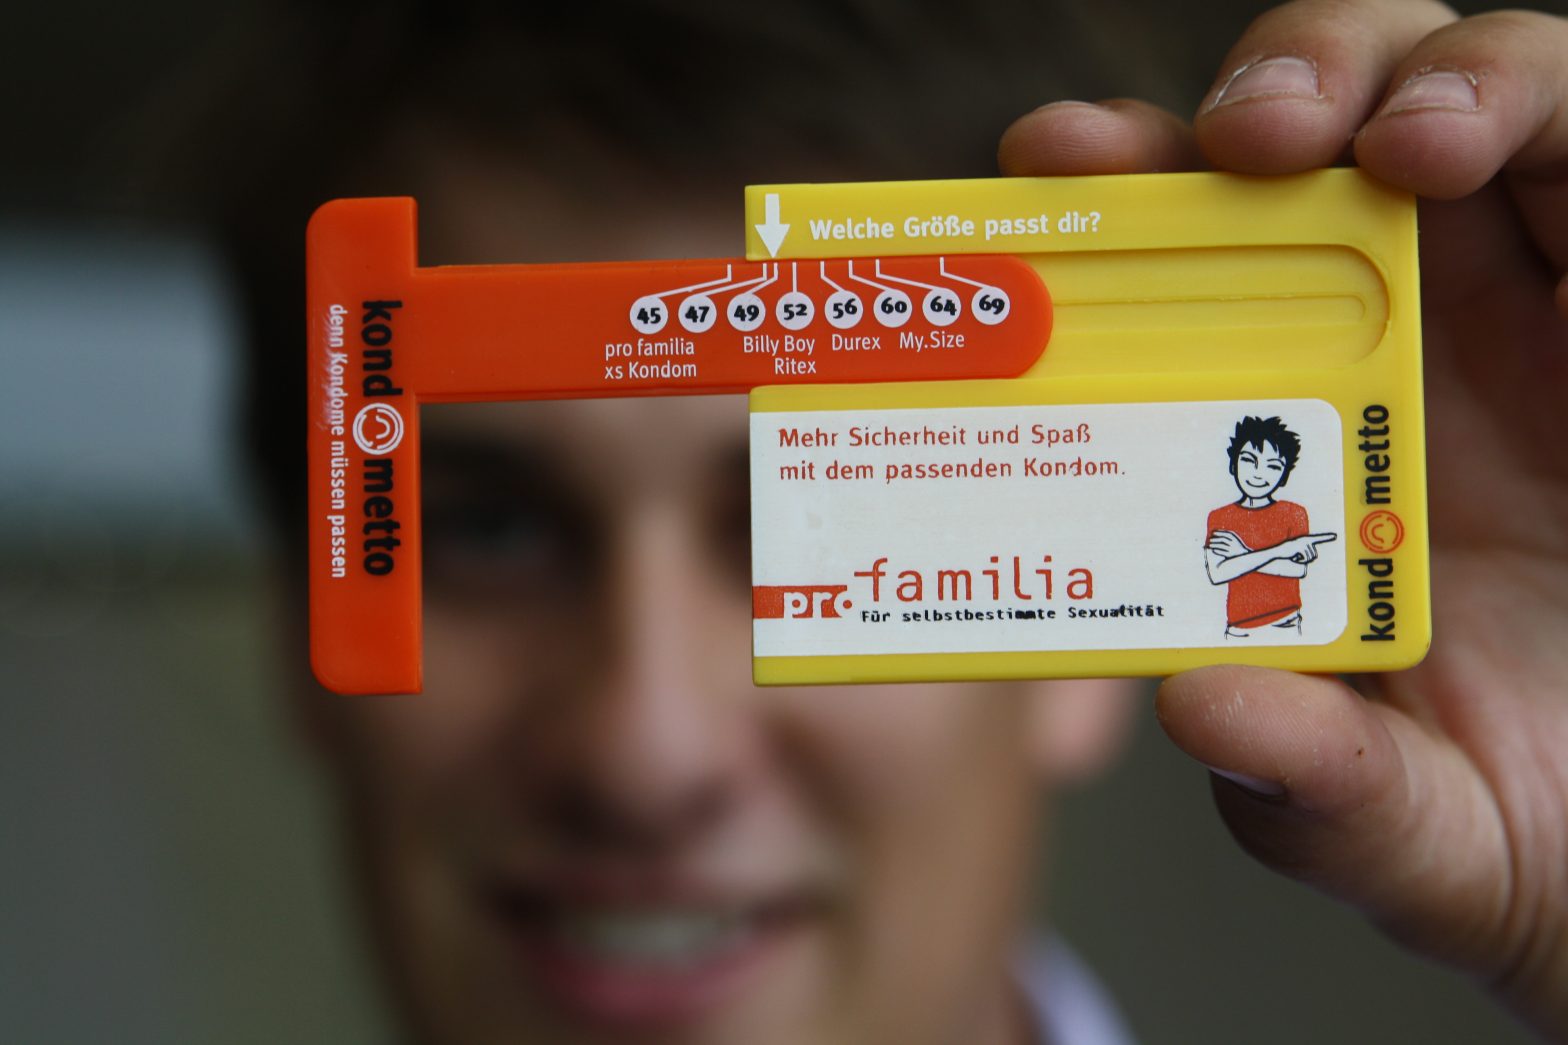 Welche Größe passt dir?
45 47 49 52 56 60 64 69
pro familia Billy Boy Durex My.Size
xs Kondom Ritex
kondometto
denn Kondome müssen passen
Mehr Sicherheit und Spaß
mit dem passenden Kondom.
pro familia
Für selbstbestimmte Sexualität
kondometto